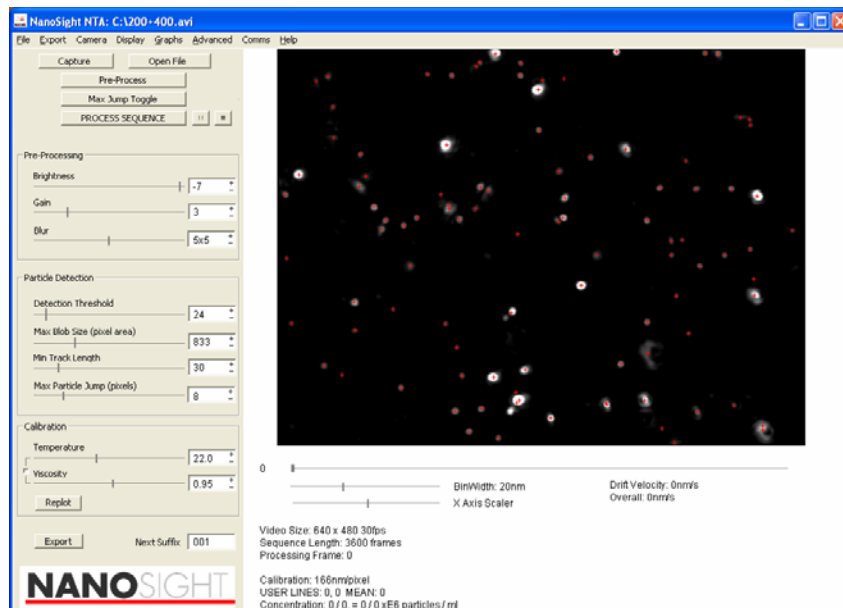 NanoSight NTA: C:\200+400.avi
File Export Camera Display Graphs Advanced Comms Help
Capture Open File
Pre-Process
Max Jump Toggle
PROCESS SEQUENCE
Pre-Processing
Brightness
-7
Gain
3
Blur
5x5
Particle Detection
Detection Threshold
24
Max Blob Size (pixel area)
833
Min Track Length
30
Max Particle Jump (pixels)
8
Calibration
Temperature
22.0
Viscosity
0.95
Replot
Export Next Suffix 001
NANOSIGHT
0
BinWidth: 20nm
X Axis Scaler
Drift Velocity: 0nm/s
Overall: 0nm/s
Video Size: 640 x 480 30fps
Sequence Length: 3600 frames
Processing Frame: 0
Calibration: 166nm/pixel
USER LINES: 0, 0 MEAN: 0
Concentration: 0 / 0, = 0 / 0 xE6 particles / ml